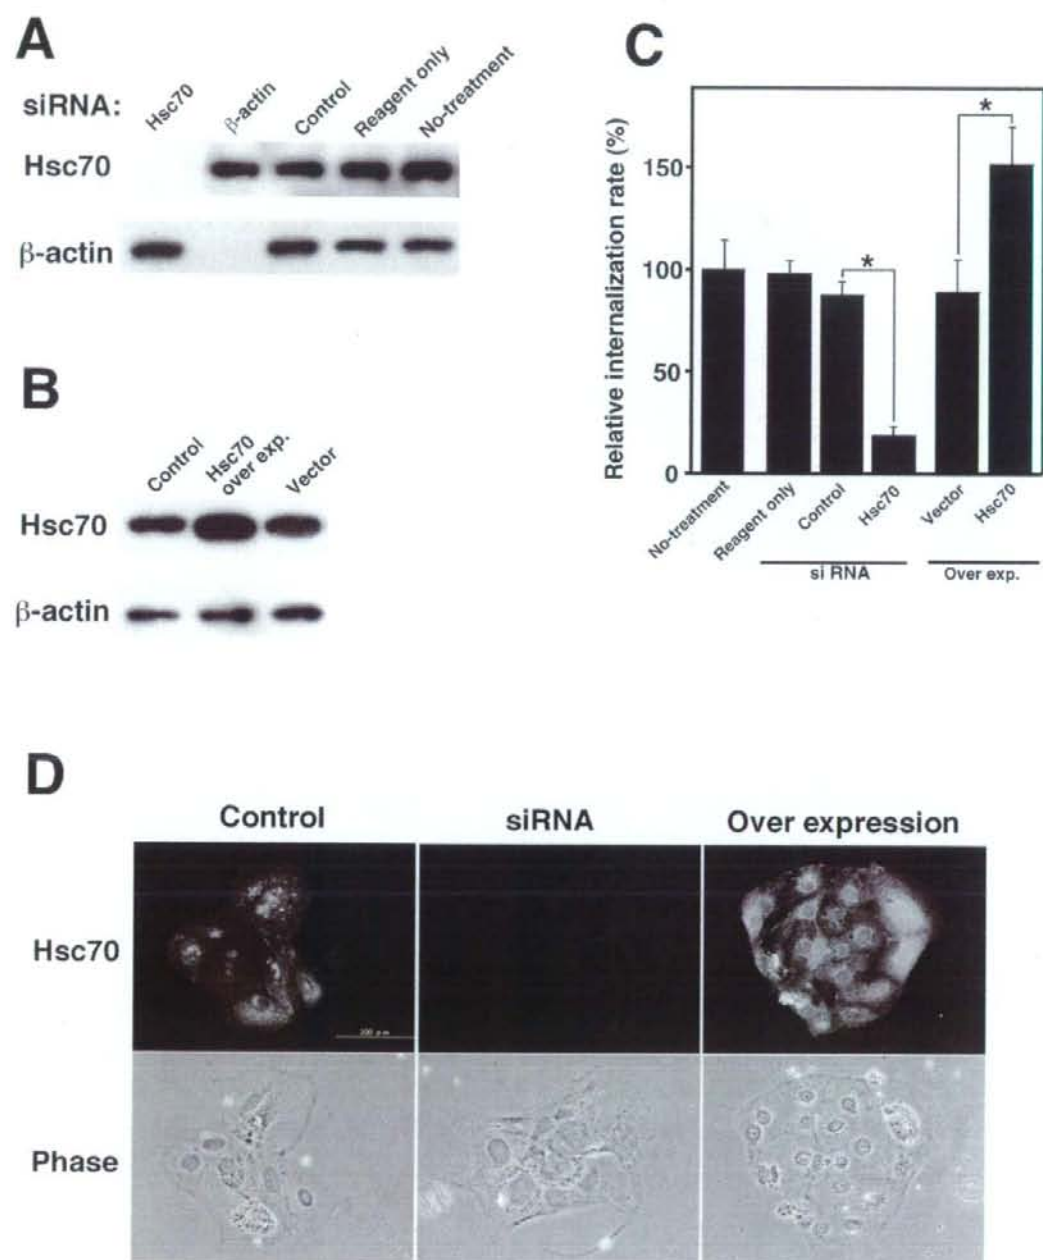 A
siRNA:
Hsc70
β-actin
Control
Reagent only
No-treatment
Hsc70
β-actin
B
Control
Hsc70
over exp.
Vector
Hsc70
β-actin
C
Relative internalization rate (%)
150
100
50
0
*
*
No-treatment
Reagent only
Control
Hsc70
Vector
Hsc70
si RNA
Over exp.
D
Control
siRNA
Over expression
Hsc70
Phase